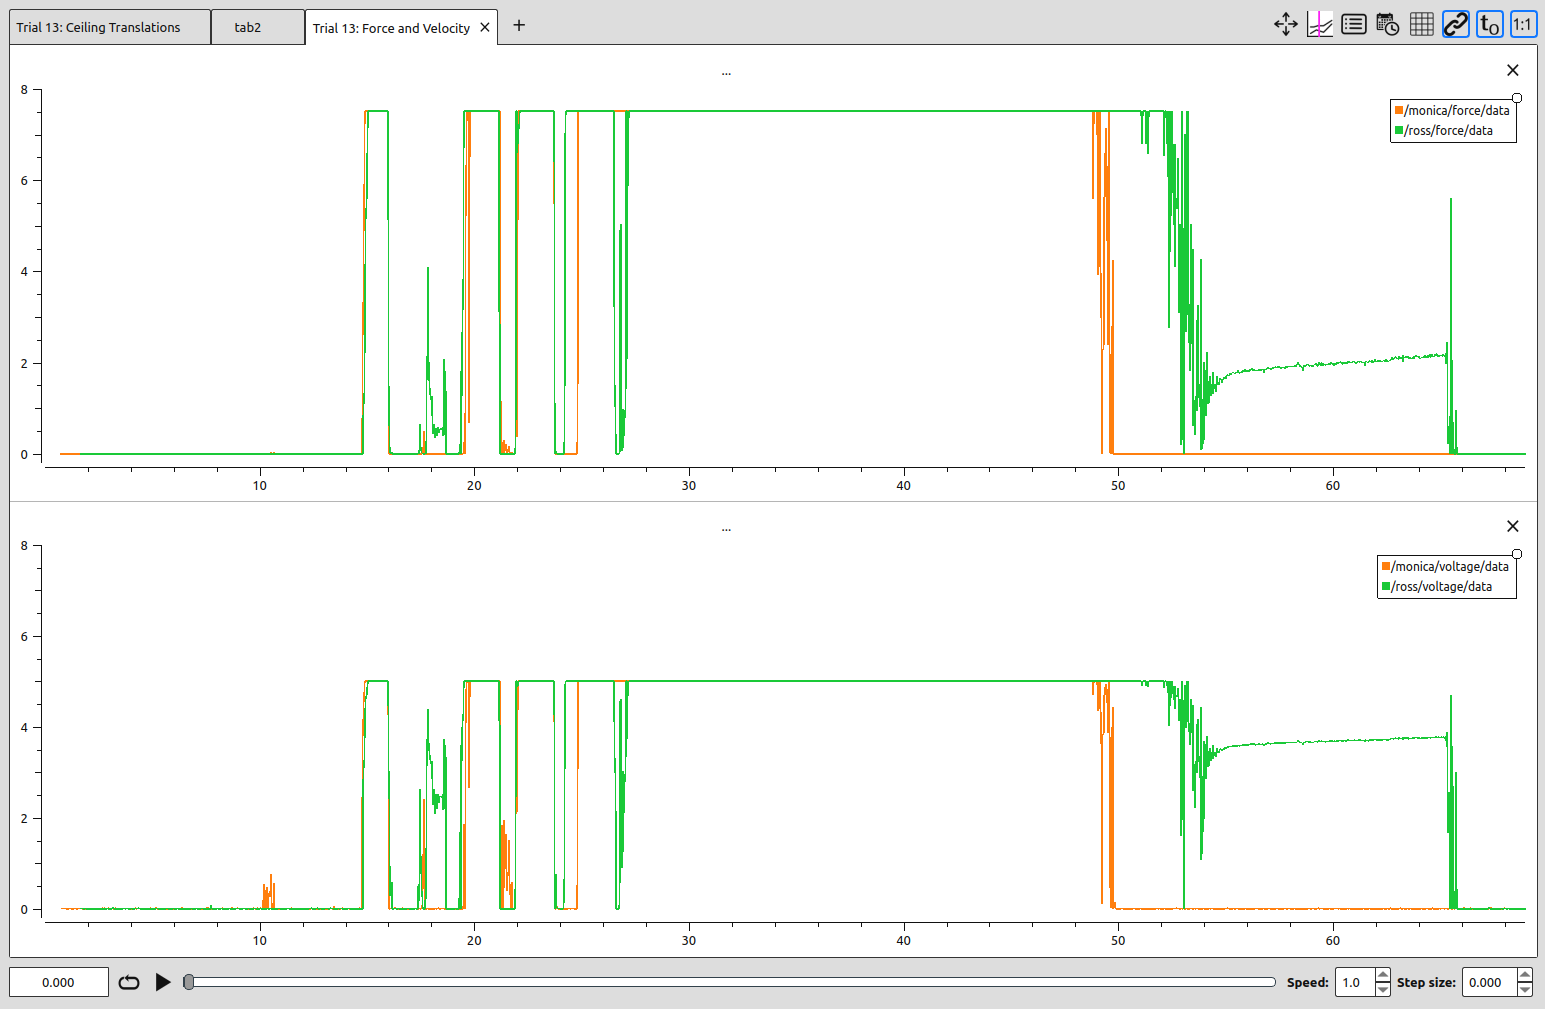 Trial 13: Ceiling Translations
tab2
Trial 13: Force and Velocity
+
to
1:1
...
/monica/force/data
/ross/force/data
8
6
4
2
0
10 20 30 40 50 60
...
/monica/voltage/data
/ross/voltage/data
8
6
4
2
0
10 20 30 40 50 60
0.000
Speed: 1.0 Step size: 0.000